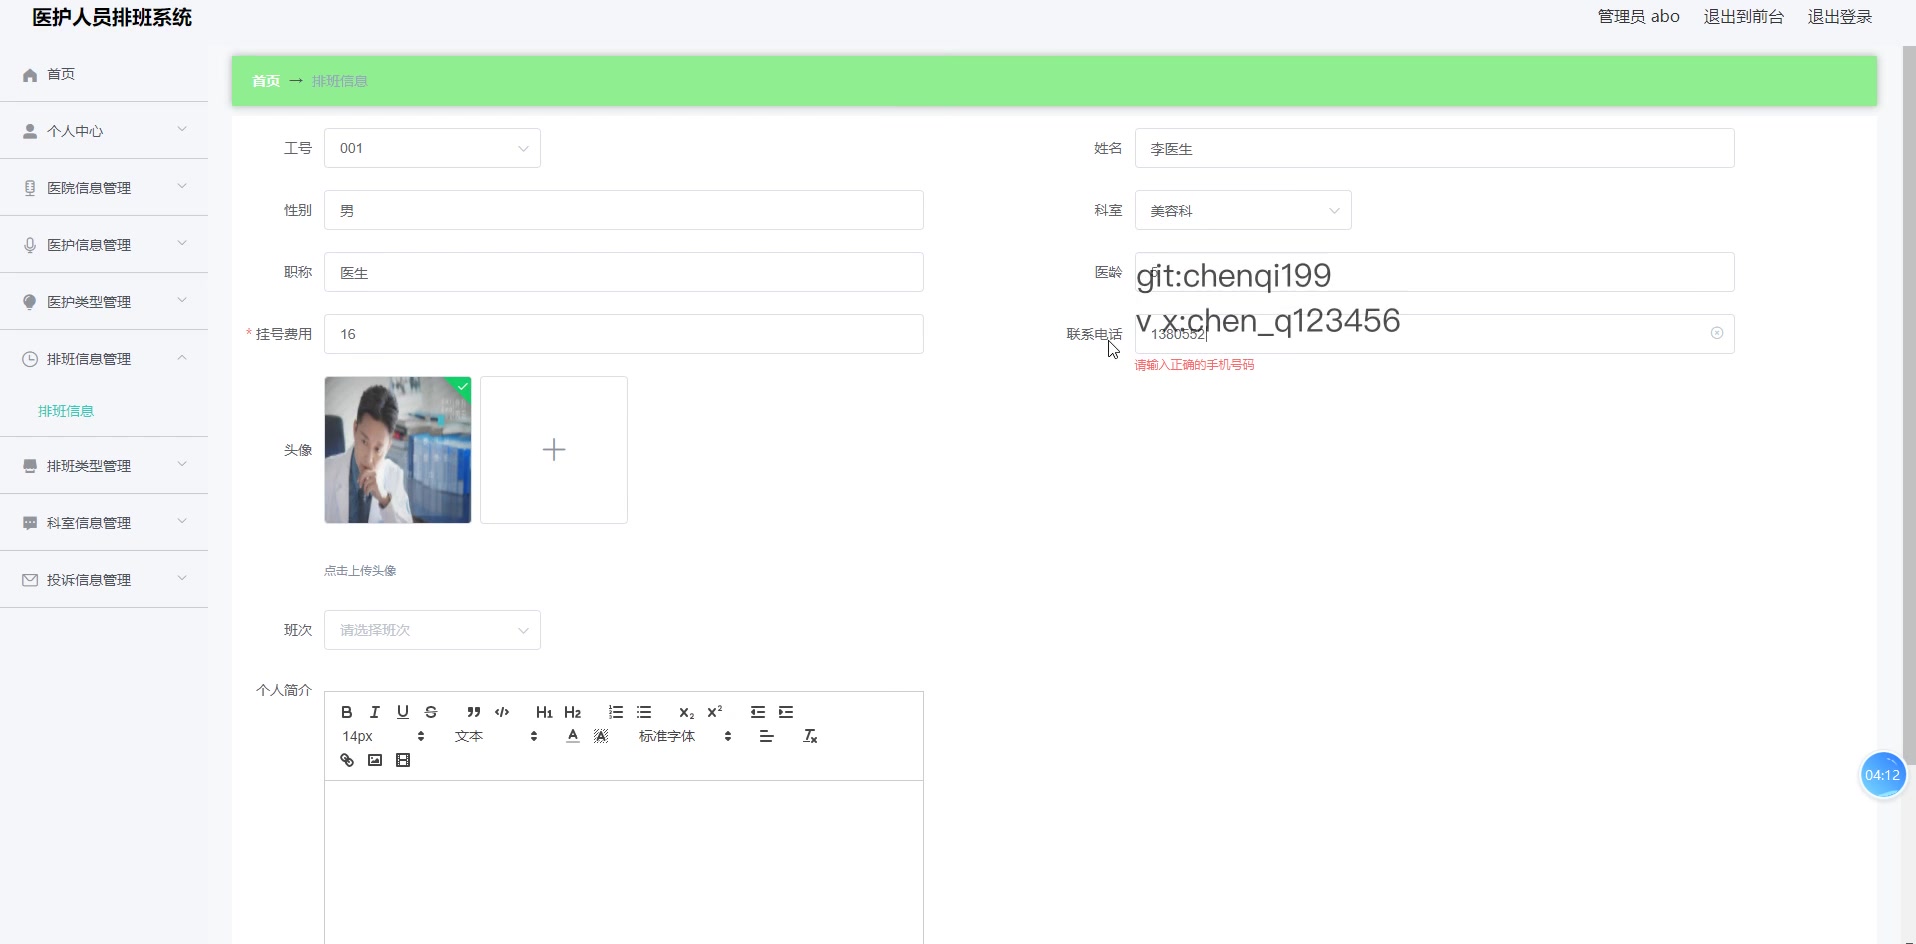 医护人员排班系统
管理员 abo 退出到前台 退出登录
首页
个人中心
医院信息管理
医护信息管理
医护类型管理
排班信息管理
排班信息
排班类型管理
科室信息管理
投诉信息管理
首页 → 排班信息
工号 001
姓名 李医生
性别 男
科室 美容科
职称 医生
医龄
git:chenqi199
* 挂号费用 16
联系电话 1380552
v x:chen_q123456
请输入正确的手机号码
头像
点击上传头像
班次 请选择班次
个人简介
B I U S H1 H2 X2 X2
14px 文本 A A 标准字体 Tx
04:12